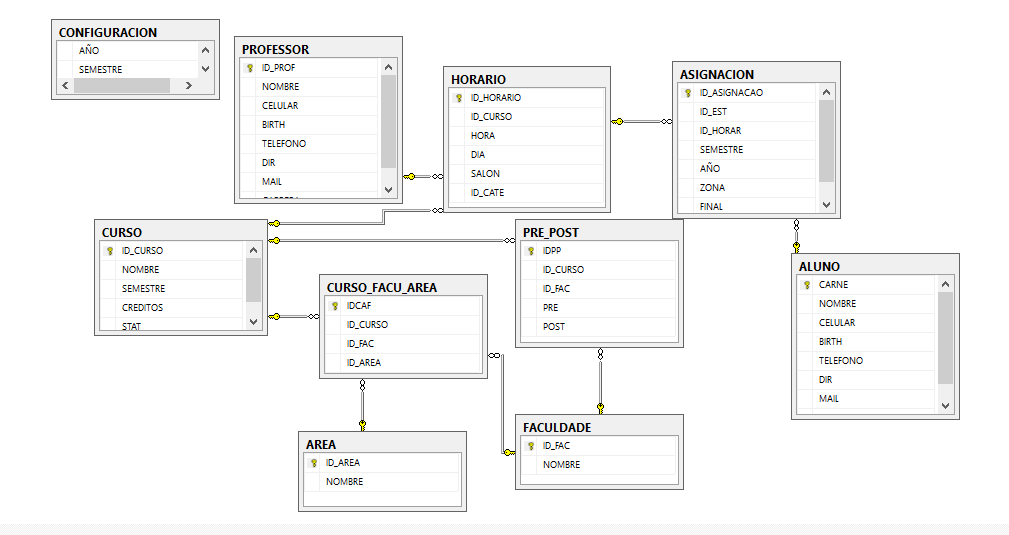 CONFIGURACION
AÑO
SEMESTRE
PROFESSOR
ID_PROF
NOMBRE
CELULAR
BIRTH
TELEFONO
DIR
MAIL
HORARIO
ID_HORARIO
ID_CURSO
HORA
DIA
SALON
ID_CATE
ASIGNACION
ID_ASIGNACAO
ID_EST
ID_HORAR
SEMESTRE
AÑO
ZONA
FINAL
CURSO
ID_CURSO
NOMBRE
SEMESTRE
CREDITOS
STAT
PRE_POST
IDPP
ID_CURSO
ID_FAC
PRE
POST
ALUNO
CARNE
NOMBRE
CELULAR
BIRTH
TELEFONO
DIR
MAIL
CURSO_FACU_AREA
IDCAF
ID_CURSO
ID_FAC
ID_AREA
AREA
ID_AREA
NOMBRE
FACULDADE
ID_FAC
NOMBRE